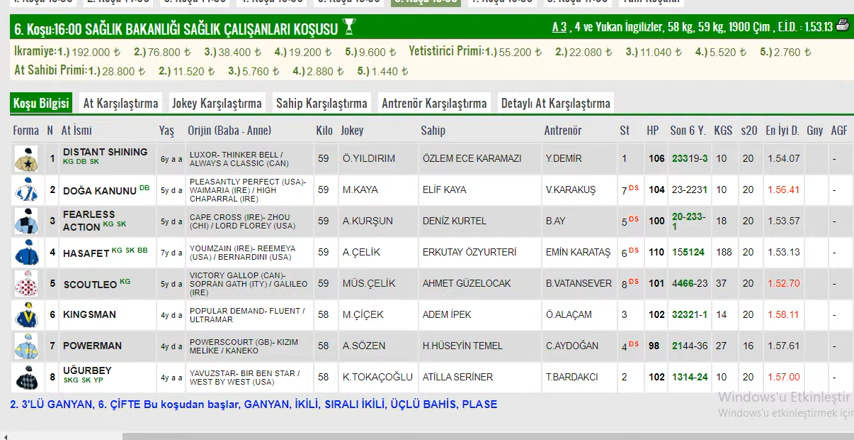 6. Koşu:16:00 SAĞLIK BAKANLIĞI SAĞLIK ÇALIŞANLARI KOŞUSU A 3 , 4 ve Yukarı İngilizler, 58 kg, 59 kg, 1900 Çim , E.İ.D. : 1.53.13
Ikramiye:1.) 192.000 ₺ 2.) 76.800 ₺ 3.) 38.400 ₺ 4.) 19.200 ₺ 5.) 9.600 ₺ Yetistirici Primi:1.) 55.200 ₺ 2.) 22.080 ₺ 3.) 11.040 ₺ 4.) 5.520 ₺ 5.) 2.760 ₺
At Sahibi Primi:1.) 28.800 ₺ 2.) 11.520 ₺ 3.) 5.760 ₺ 4.) 2.880 ₺ 5.) 1.440 ₺
Koşu Bilgisi At Karşılaştırma Jokey Karşılaştırma Sahip Karşılaştırma Antrenör Karşılaştırma Detaylı At Karşılaştırma
Forma N At İsmi Yaş Orijin (Baba - Anne) Kilo Jokey Sahip Antrenör St HP Son 6 Y. KGS s20 En İyi D. Gny AGF
1 DISTANT SHINING KG DB SK 6y a a LUXOR- THINKER BELL / ALWAYS A CLASSIC (CAN) 59 Ö.YILDIRIM ÖZLEM ECE KARAMAZI Y.DEMİR 1 106 23319-3 10 20 1.54.07 -
2 DOĞA KANUNU DB 5y d a PLEASANTLY PERFECT (USA)- WAIMARIA (IRE) / HIGH CHAPARRAL (IRE) 59 M.KAYA ELİF KAYA V.KARAKUŞ 7 DS 104 23-2231 10 20 1.56.41 -
3 FEARLESS ACTION KG SK 5y d a CAPE CROSS (IRE)- ZHOU (CHI) / LORD FLOREY (USA) 59 A.KURŞUN DENİZ KURTEL B.AY 5 DS 100 20-233-1 18 20 1.53.57 -
4 HASAFET KG SK BB 7y d a YOUMZAIN (IRE)- REEMEYA (USA) / BERNARDINI (USA) 59 A.ÇELİK ERKUTAY ÖZYURTERİ EMİN KARATAŞ 6 DS 110 155124 188 20 1.53.13 -
5 SCOUTLEO KG 5y d a VICTORY GALLOP (CAN)- SOPRAN GATH (ITY) / GALILEO (IRE) 59 MÜS.ÇELİK AHMET GÜZELOCAK B.VATANSEVER 8 DS 101 4466-23 37 20 1.52.70 -
6 KINGSMAN 4y d a POPULAR DEMAND- FLUENT / ULTRAMAR 58 M.ÇİÇEK ADEM İPEK Ö.ALAÇAM 3 102 32321-1 14 20 1.58.11 -
7 POWERMAN 4y d a POWERSCOURT (GB)- KIZIM MELİKE / KANEKO 58 A.SÖZEN H.HÜSEYİN TEMEL C.AYDOĞAN 4 DS 98 2144-36 27 16 1.57.61 -
8 UĞURBEY SKG SK YP 4y a a YAVUZSTAR- BİR BEN STAR / WEST BY WEST (USA) 58 K.TOKAÇOĞLU ATİLLA SERİNER T.BARDAKCI 2 102 1314-24 10 20 1.57.00 -
2. 3'LÜ GANYAN, 6. ÇİFTE Bu koşudan başlar, GANYAN, İKİLİ, SIRALI İKİLİ, ÜÇLÜ BAHİS, PLASE
Windows'u Etkinleştir
Windows'u etkinleştirmek için